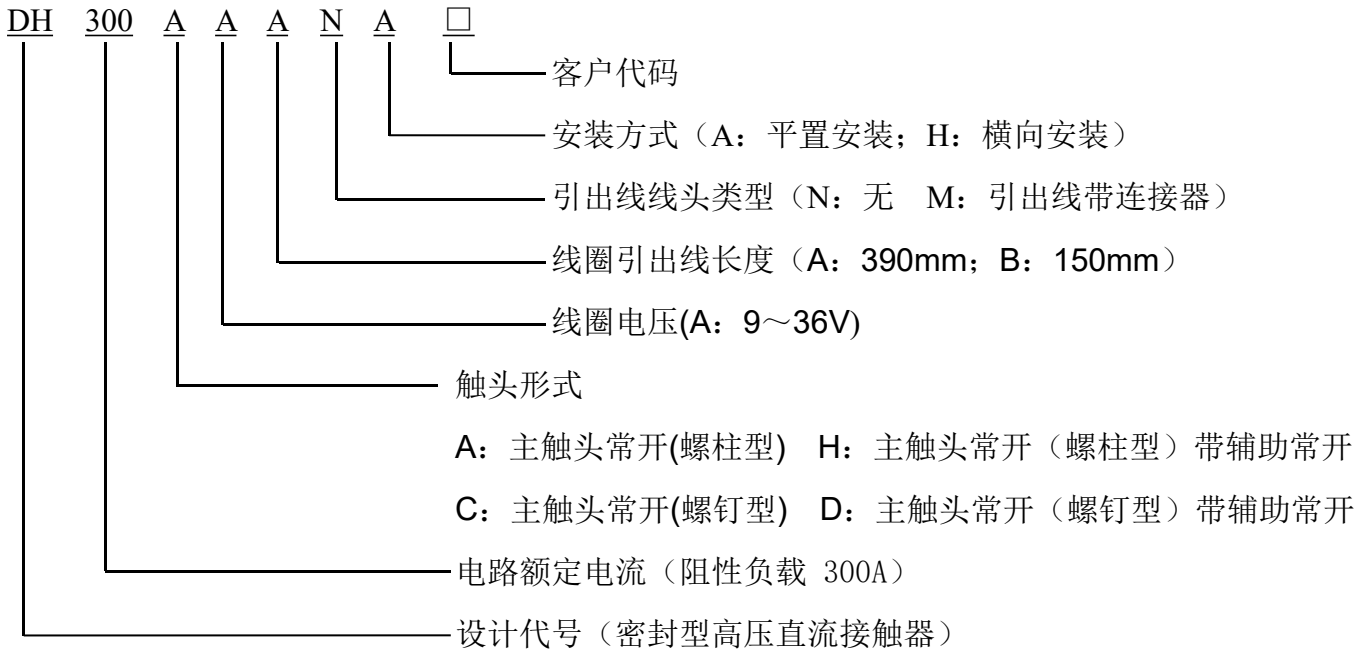 DH 300 A A A N A □
客户代码
安装方式（A：平置安装；H：横向安装）
引出线线头类型（N：无 M：引出线带连接器）
线圈引出线长度（A：390mm；B：150mm）
线圈电压(A：9～36V)
触头形式
A：主触头常开(螺柱型) H：主触头常开（螺柱型）带辅助常开
C：主触头常开(螺钉型) D：主触头常开（螺钉型）带辅助常开
电路额定电流（阻性负载 300A）
设计代号（密封型高压直流接触器）